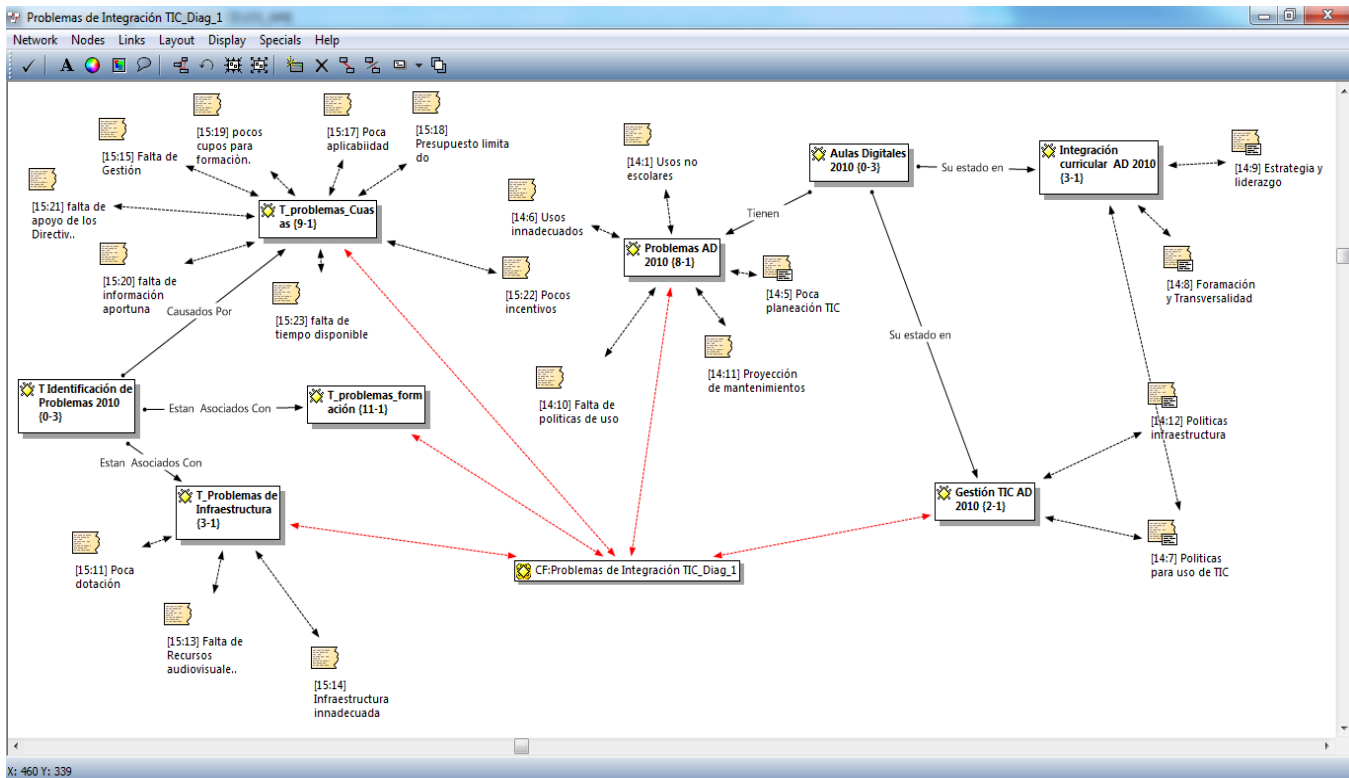 Problemas de Integración TIC_Diag_1
Network Nodes Links Layout Display Specials Help
A
[15:19] pocos
cupos para
formaciòn.
[15:17] Poca
aplicabiidad
[15:18]
Presupuesto limita
do
[15:15] Falta de
Gestión
[15:21] falta de
apoyo de los
Directiv..
T_problemas_Cuas
as {9-1}
[15:20] falta de
información
aportuna
[15:23] falta de
tiempo disponible
[15:22] Pocos
incentivos
Causados Por
T Identificación de
Problemas 2010
{0-3}
Estan Asociados Con
T_problemas_form
ación {11-1}
Estan Asociados Con
T_Problemas de
Infraestructura
{3-1}
[15:11] Poca
dotación
[15:13] Falta de
Recursos
audiovisuale..
[15:14]
Infraestructura
innadecuada
[14:1] Usos no
escolares
[14:6] Usos
innadecuados
Problemas AD
2010 {8-1}
[14:5] Poca
planeación TIC
[14:11] Proyección
de mantenimientos
[14:10] Falta de
politicas de uso
Tienen
Aulas Digitales
2010 {0-3}
Su estado en
Integración
curricular AD 2010
{3-1}
[14:9] Estrategia y
liderazgo
[14:8] Foramación
y Transversalidad
Su estado en
[14:12] Politicas
infraestructura
Gestión TIC AD
2010 {2-1}
[14:7] Politicas
para uso de TIC
CF:Problemas de Integración TIC_Diag_1
X: 460 Y: 339